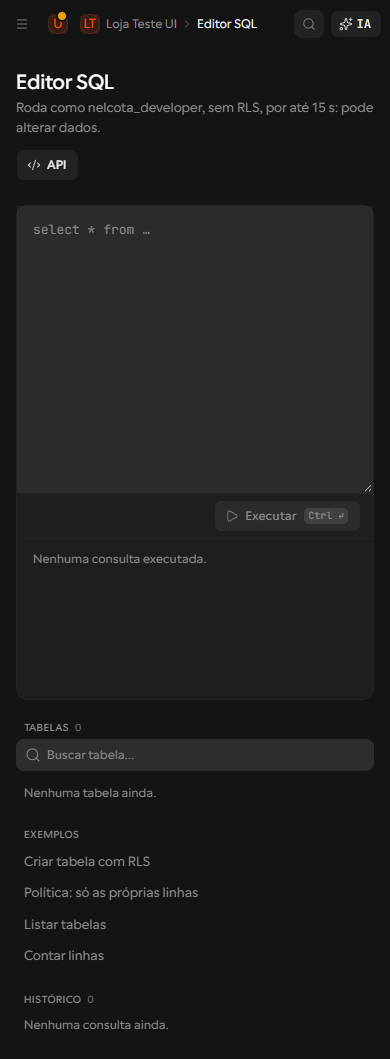 U LT Loja Teste UI > Editor SQL IA
Editor SQL
Roda como nelcota_developer, sem RLS, por até 15 s: pode
alterar dados.
</> API
select * from …
Executar Ctrl ↵
Nenhuma consulta executada.
TABELAS 0
Buscar tabela...
Nenhuma tabela ainda.
EXEMPLOS
Criar tabela com RLS
Política: só as próprias linhas
Listar tabelas
Contar linhas
HISTÓRICO 0
Nenhuma consulta ainda.